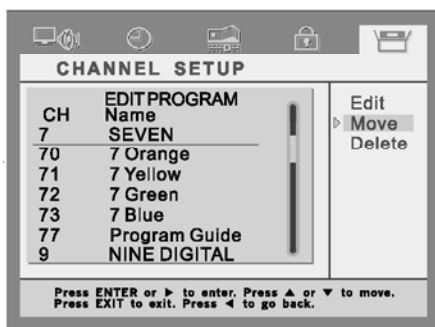 CHANNEL SETUP
EDIT PROGRAM
CH Name
7 SEVEN
70 7 Orange
71 7 Yellow
72 7 Green
73 7 Blue
77 Program Guide
9 NINE DIGITAL
Edit
Move
Delete
Press ENTER or ▶ to enter. Press ▲ or ▼ to move.
Press EXIT to exit. Press ◀ to go back.